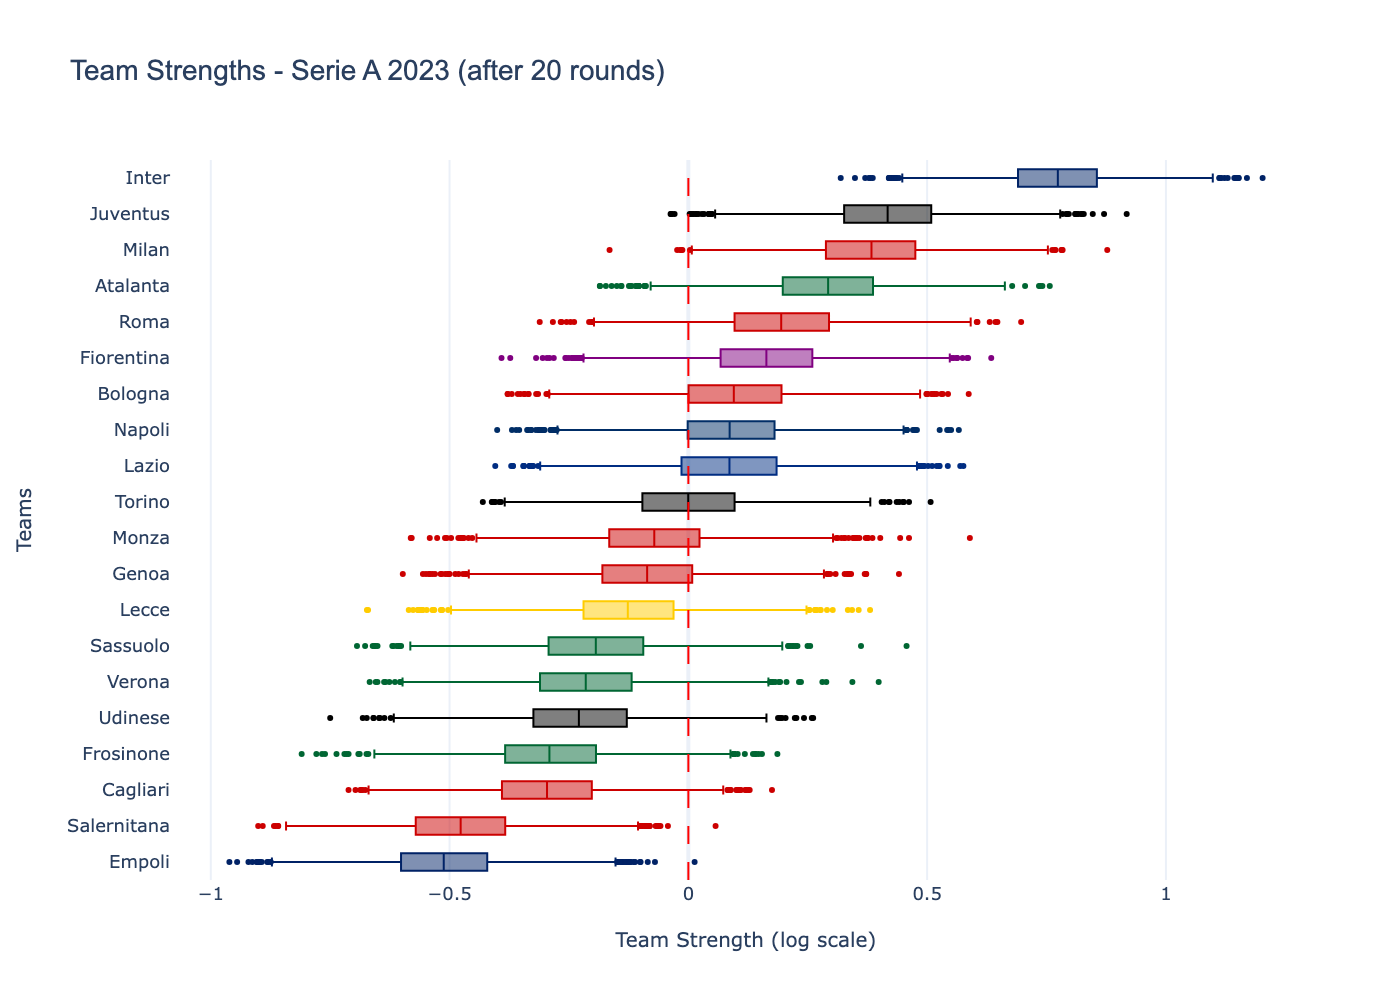 Team Strengths - Serie A 2023 (after 20 rounds)
Teams
Inter
Juventus
Milan
Atalanta
Roma
Fiorentina
Bologna
Napoli
Lazio
Torino
Monza
Genoa
Lecce
Sassuolo
Verona
Udinese
Frosinone
Cagliari
Salernitana
Empoli
−1 −0.5 0 0.5 1
Team Strength (log scale)